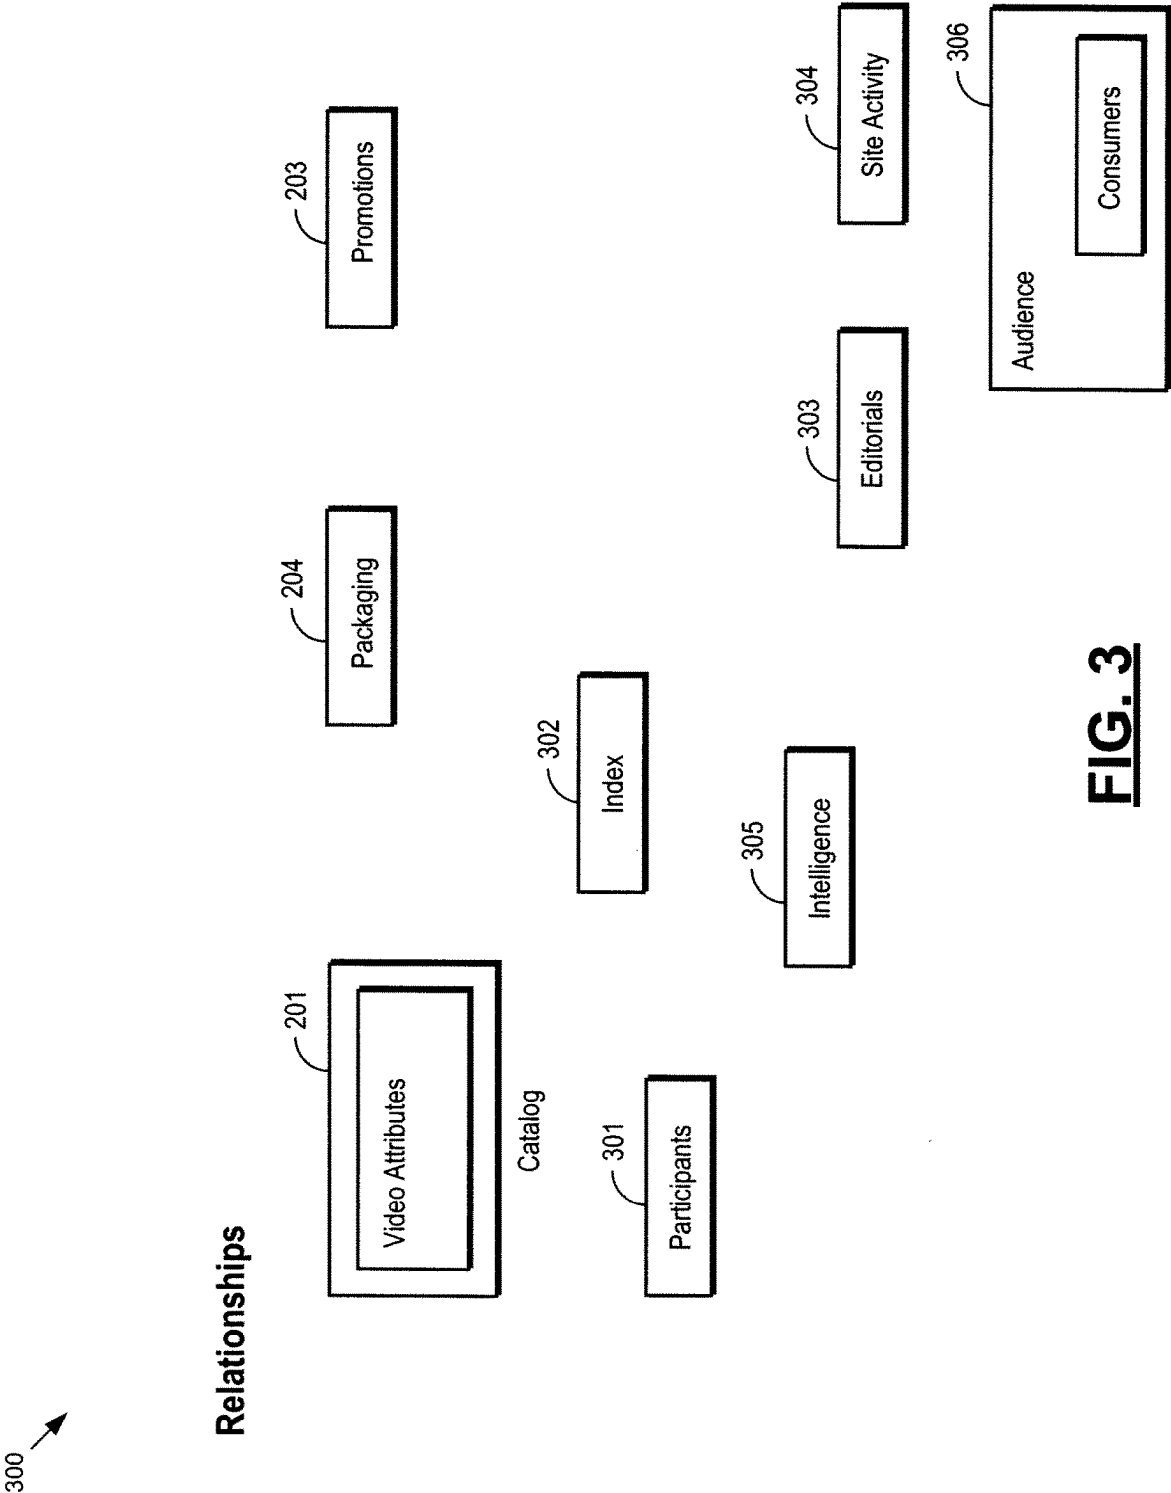 300
Relationships
201
Video Attributes
Catalog
204
Packaging
203
Promotions
302
Index
301
Participants
305
Intelligence
303
Editorials
304
Site Activity
306
Audience
Consumers
FIG. 3